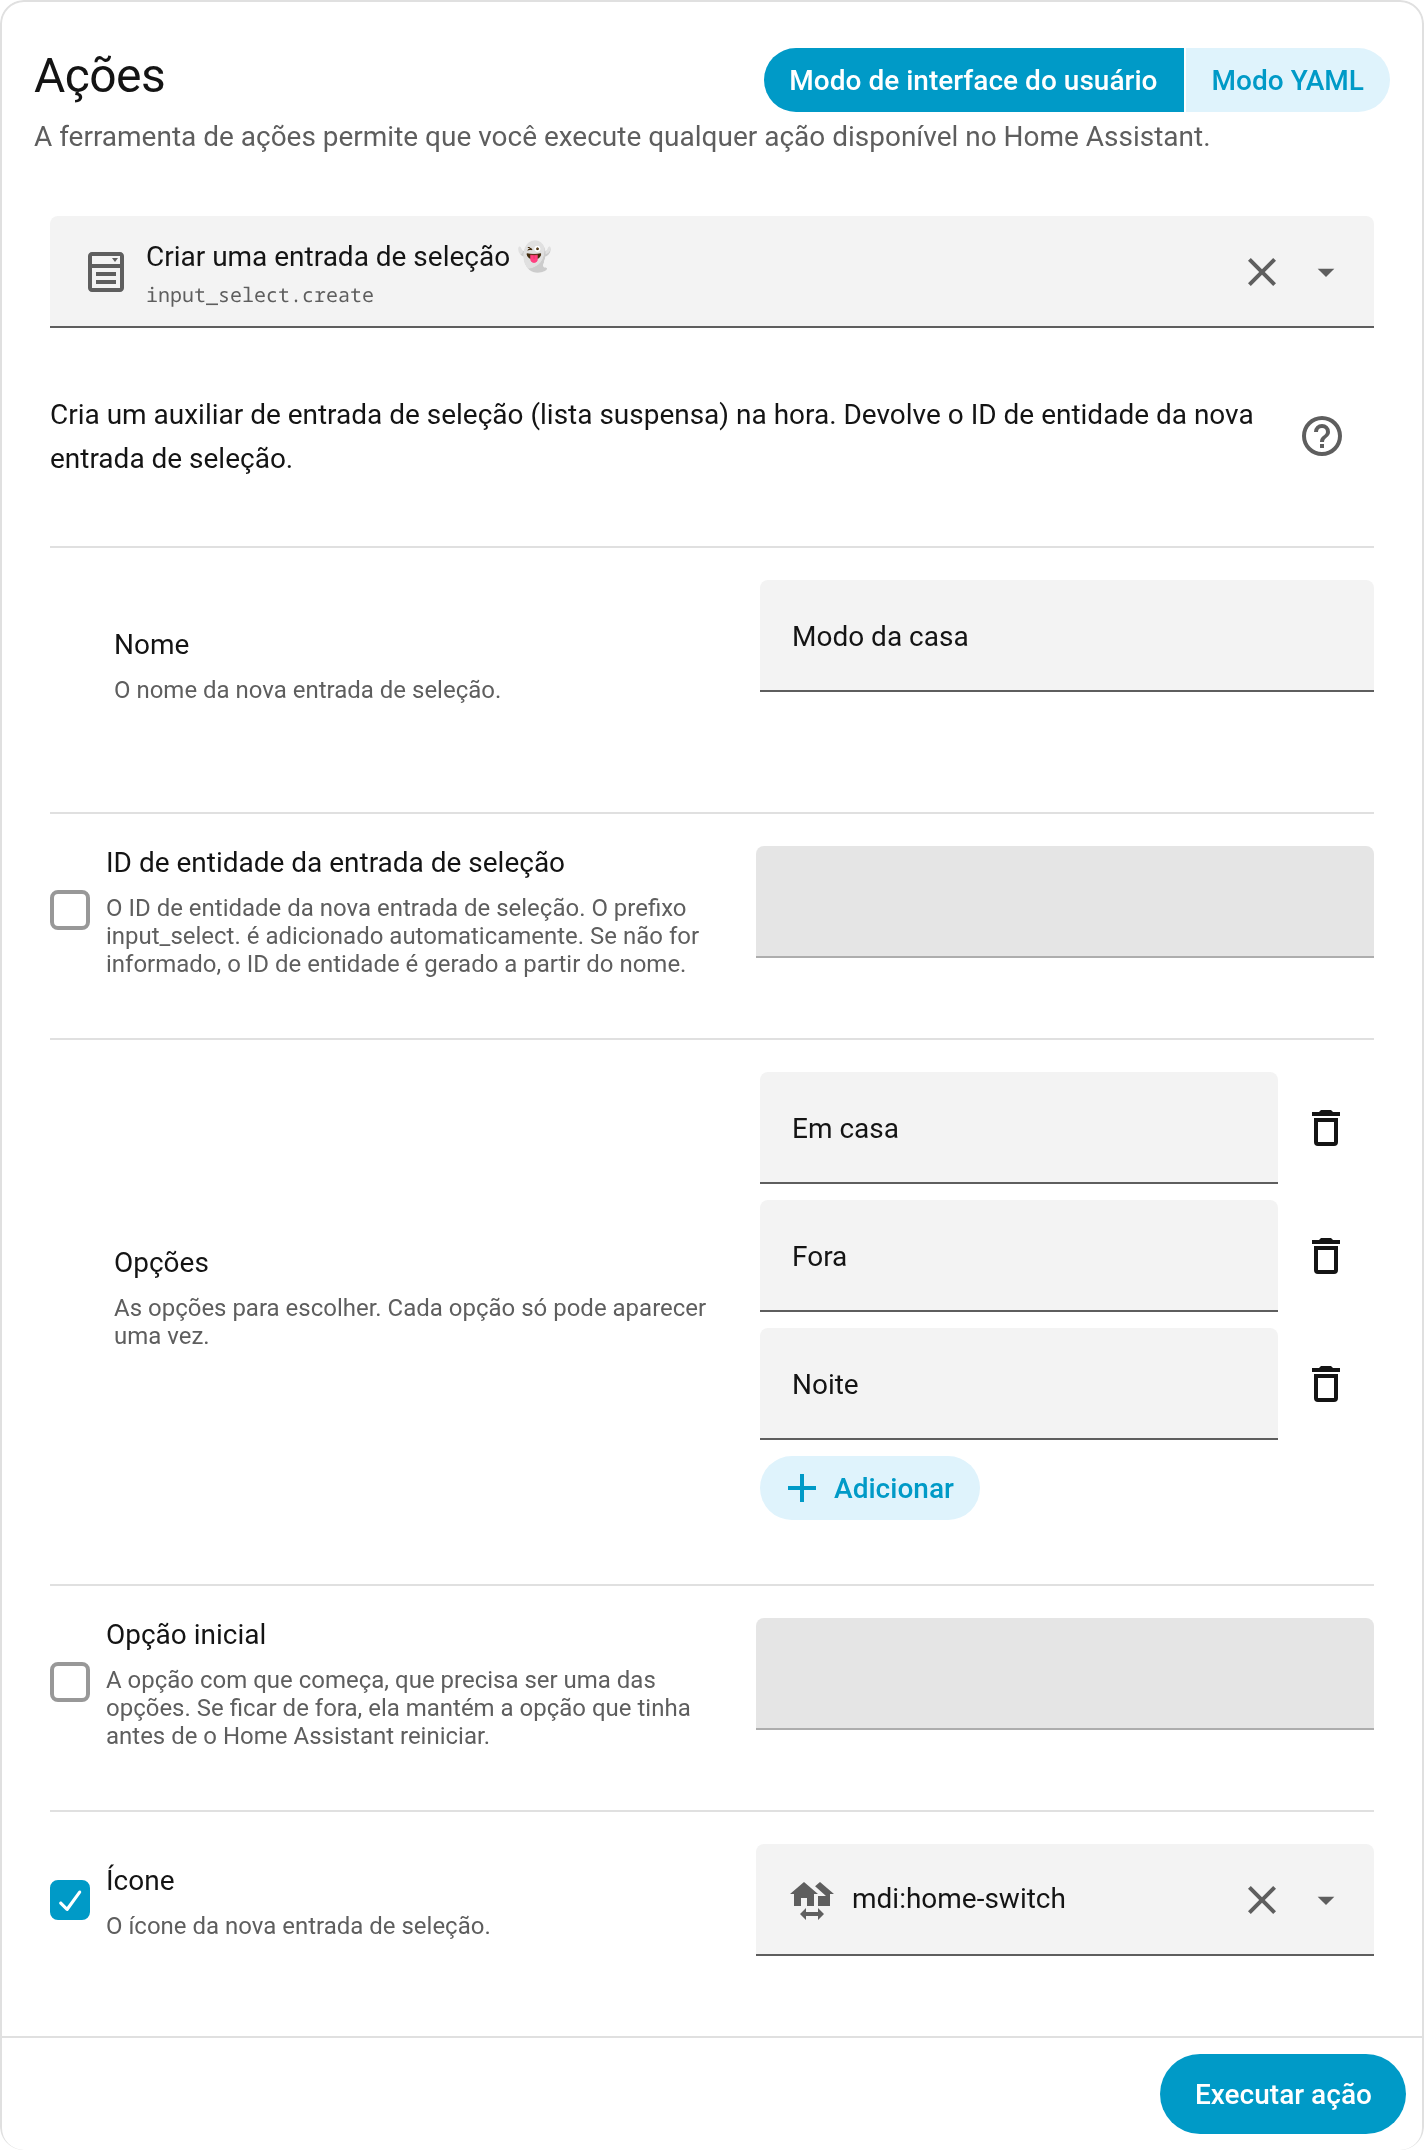 Ações
Modo de interface do usuário
Modo YAML
A ferramenta de ações permite que você execute qualquer ação disponível no Home Assistant.
Criar uma entrada de seleção 👻
input_select.create
Cria um auxiliar de entrada de seleção (lista suspensa) na hora. Devolve o ID de entidade da nova
entrada de seleção.
Nome
O nome da nova entrada de seleção.
Modo da casa
ID de entidade da entrada de seleção
O ID de entidade da nova entrada de seleção. O prefixo
input_select. é adicionado automaticamente. Se não for
informado, o ID de entidade é gerado a partir do nome.
Opções
As opções para escolher. Cada opção só pode aparecer
uma vez.
Em casa
Fora
Noite
Adicionar
Opção inicial
A opção com que começa, que precisa ser uma das
opções. Se ficar de fora, ela mantém a opção que tinha
antes de o Home Assistant reiniciar.
Ícone
O ícone da nova entrada de seleção.
mdi:home-switch
Executar ação